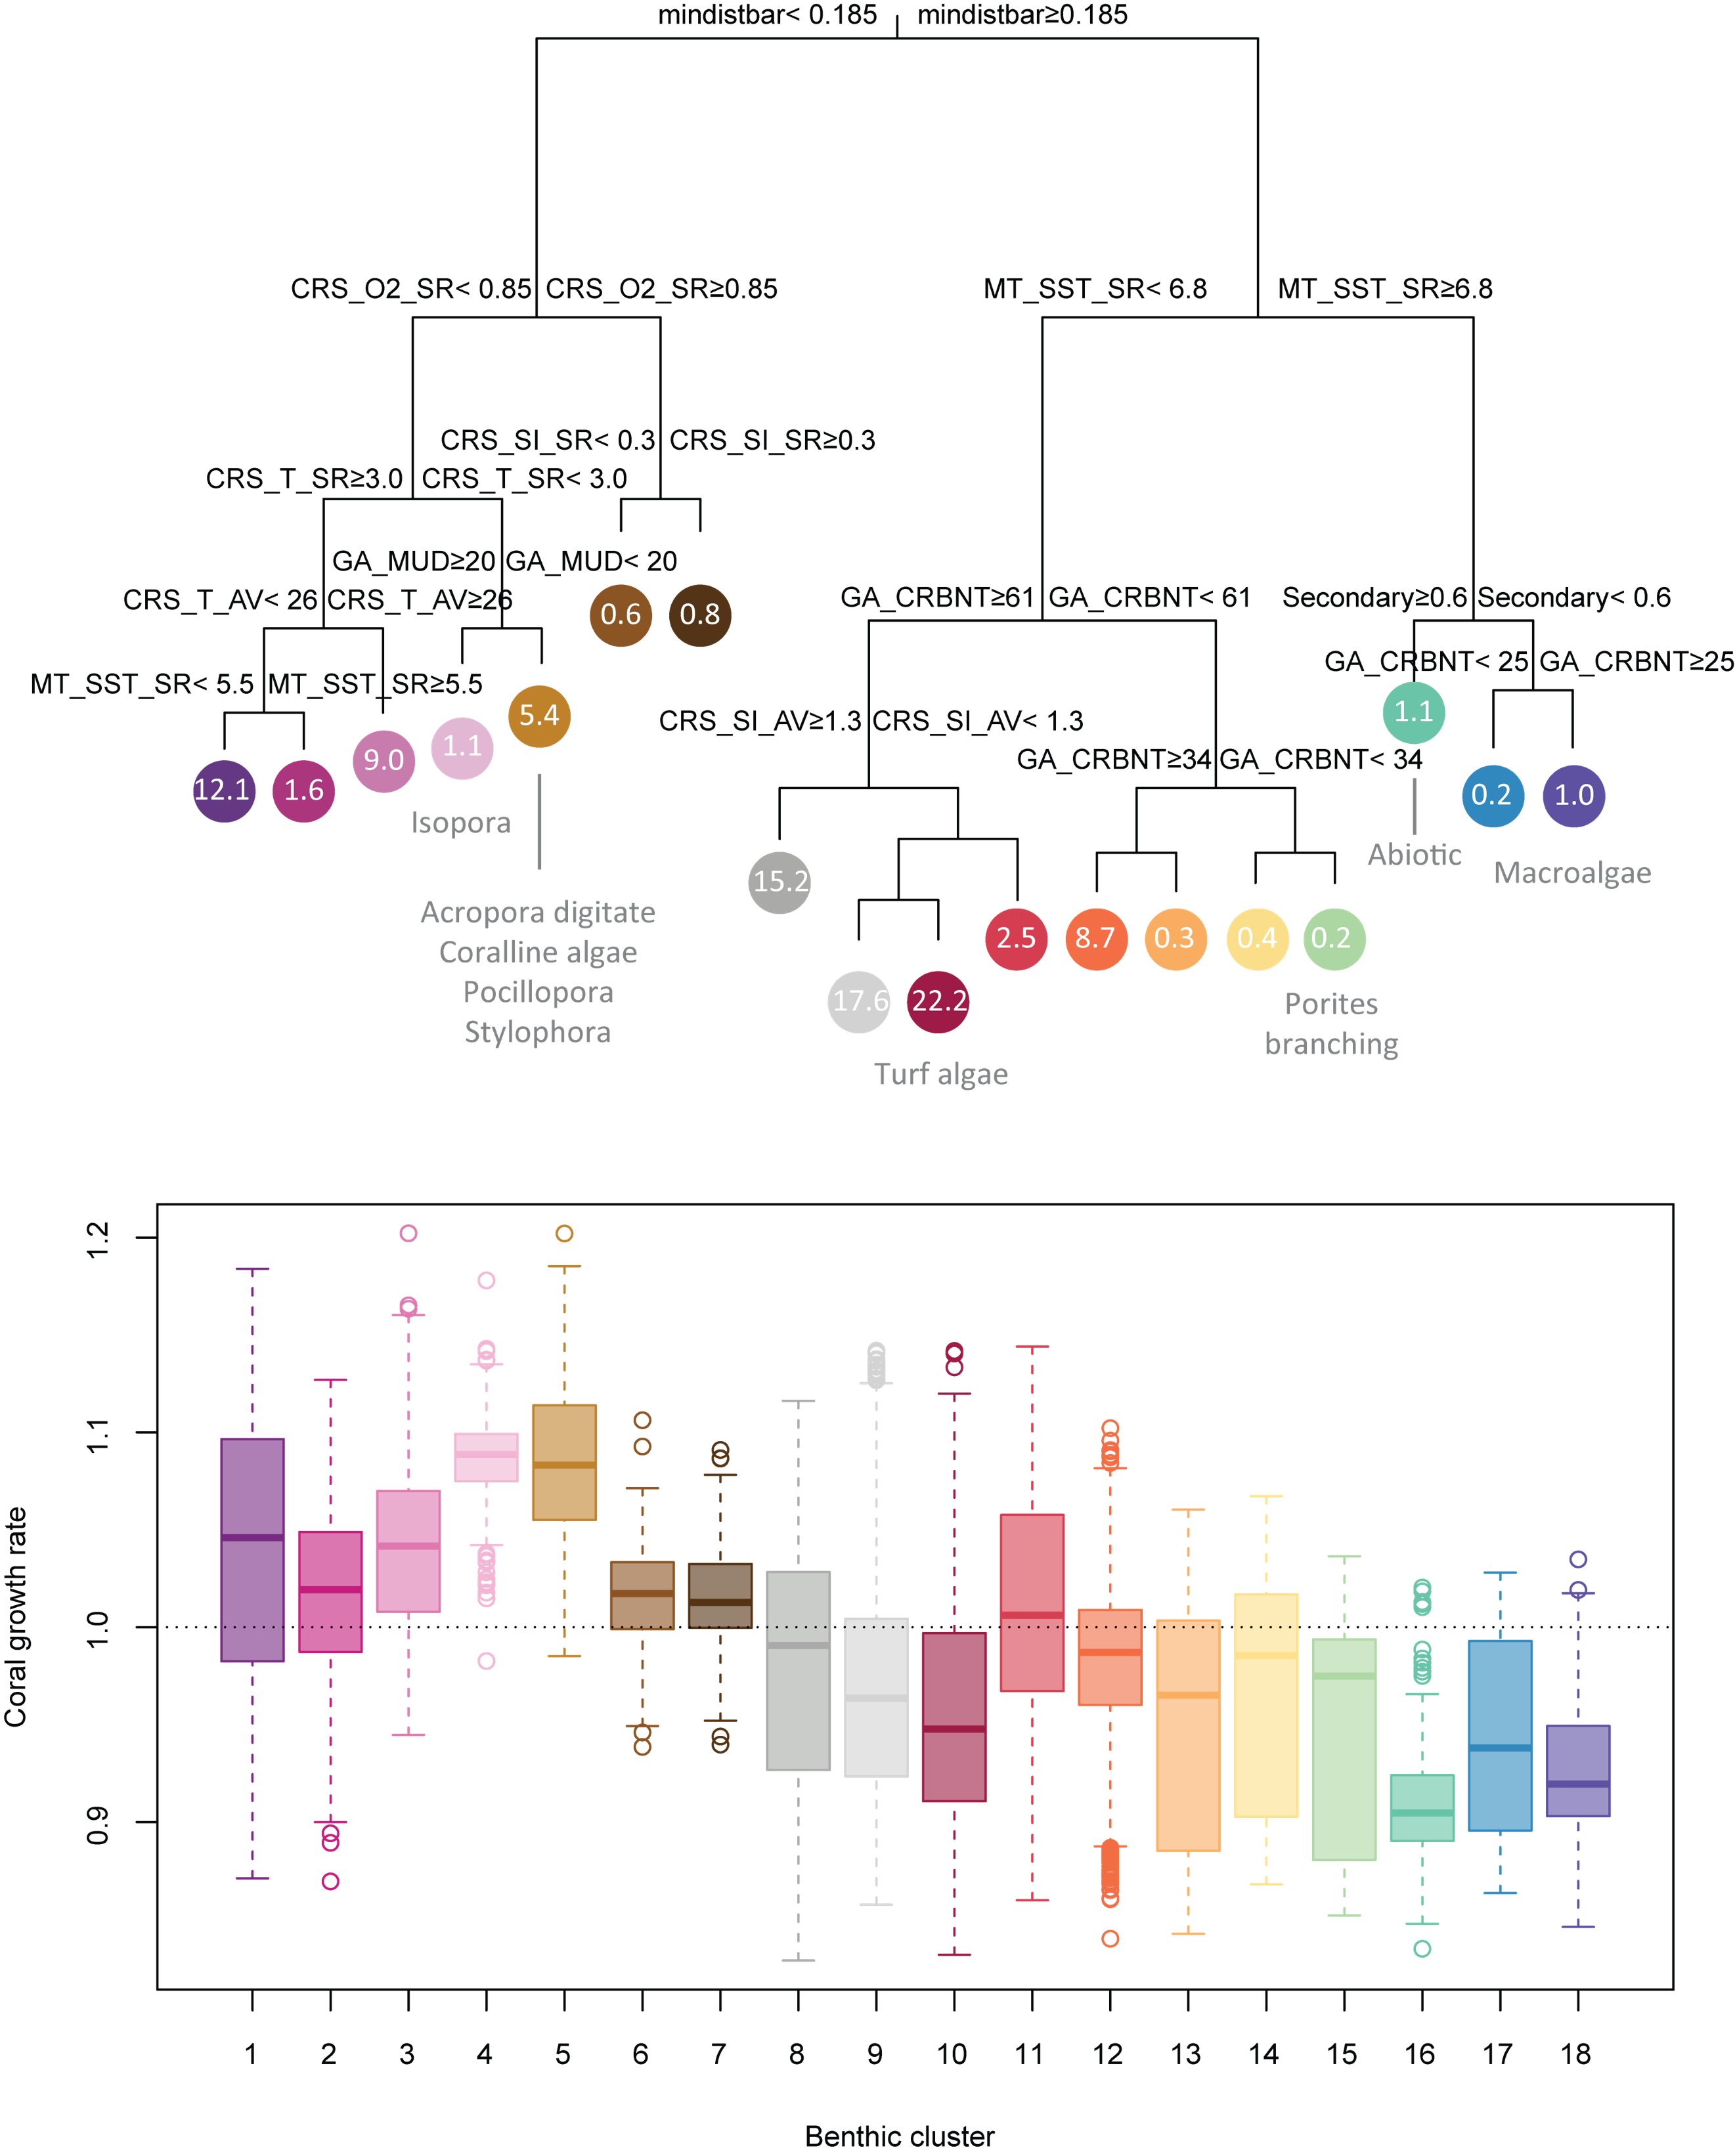 mindistbar< 0.185 mindistbar≥0.185
CRS_O2_SR< 0.85 CRS_O2_SR≥0.85 MT_SST_SR< 6.8 MT_SST_SR≥6.8
CRS_SI_SR< 0.3 CRS_SI_SR≥0.3
CRS_T_SR≥3.0 CRS_T_SR< 3.0
GA_MUD≥20 GA_MUD< 20
CRS_T_AV< 26 CRS_T_AV≥26 0.6 0.8 GA_CRBNT≥61 GA_CRBNT< 61 Secondary≥0.6 Secondary< 0.6
GA_CRBNT< 25 GA_CRBNT≥25
MT_SST_SR< 5.5 MT_SST_SR≥5.5
5.4 CRS_SI_AV≥1.3 CRS_SI_AV< 1.3 1.1
9.0 1.1 GA_CRBNT≥34 GA_CRBNT< 34
12.1 1.6 0.2 1.0
Isopora
Abiotic
Macroalgae
15.2
Acropora digitate
Coralline algae
Pocillopora
Stylophora
2.5 8.7 0.3 0.4 0.2
17.6 22.2
Porites
branching
Turf algae
1.2
1.1
1.0
0.9
Coral growth rate
1 2 3 4 5 6 7 8 9 10 11 12 13 14 15 16 17 18
Benthic cluster